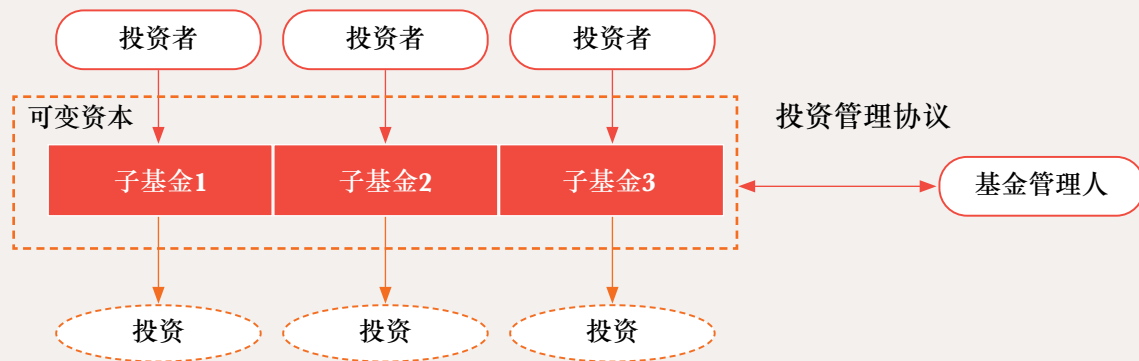 投资者
投资者
投资者
可变资本
投资管理协议
子基金1
子基金2
子基金3
基金管理人
投资
投资
投资